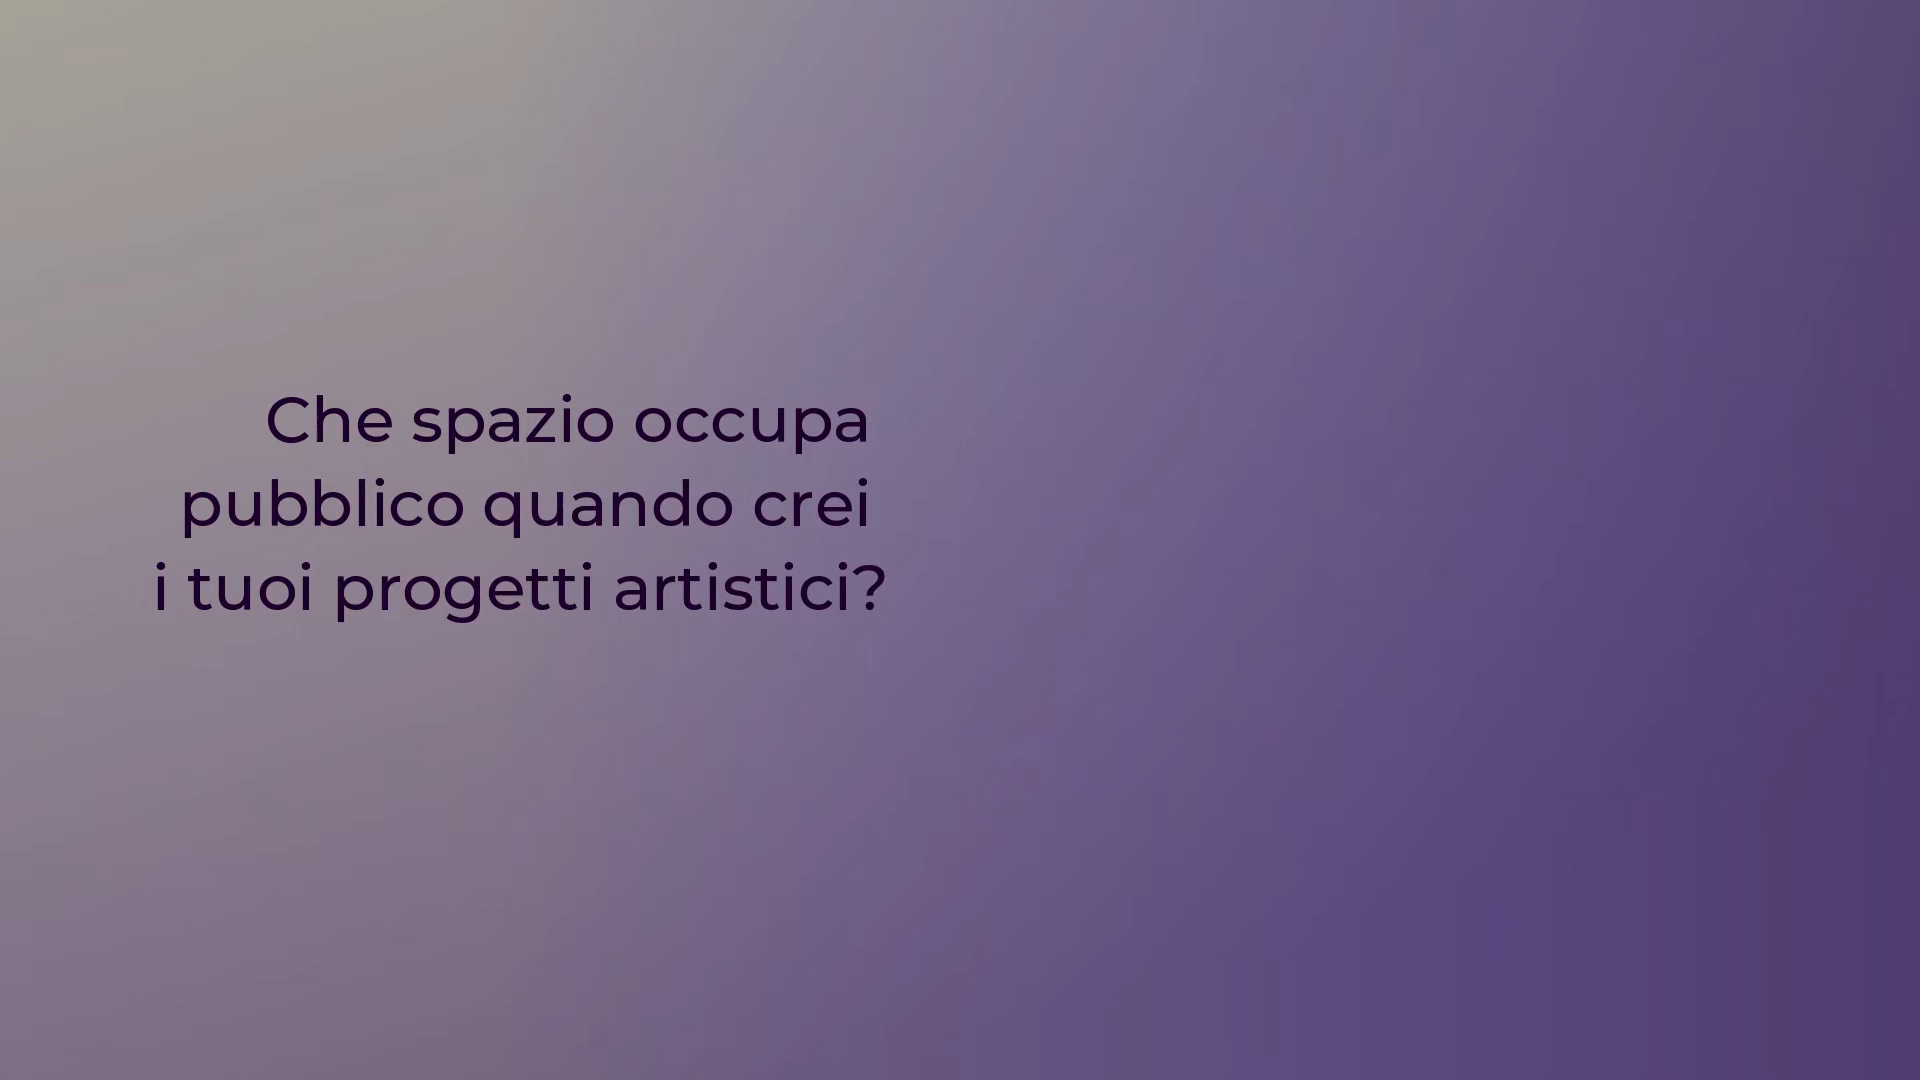 Che spazio occupa
pubblico quando crei
i tuoi progetti artistici?